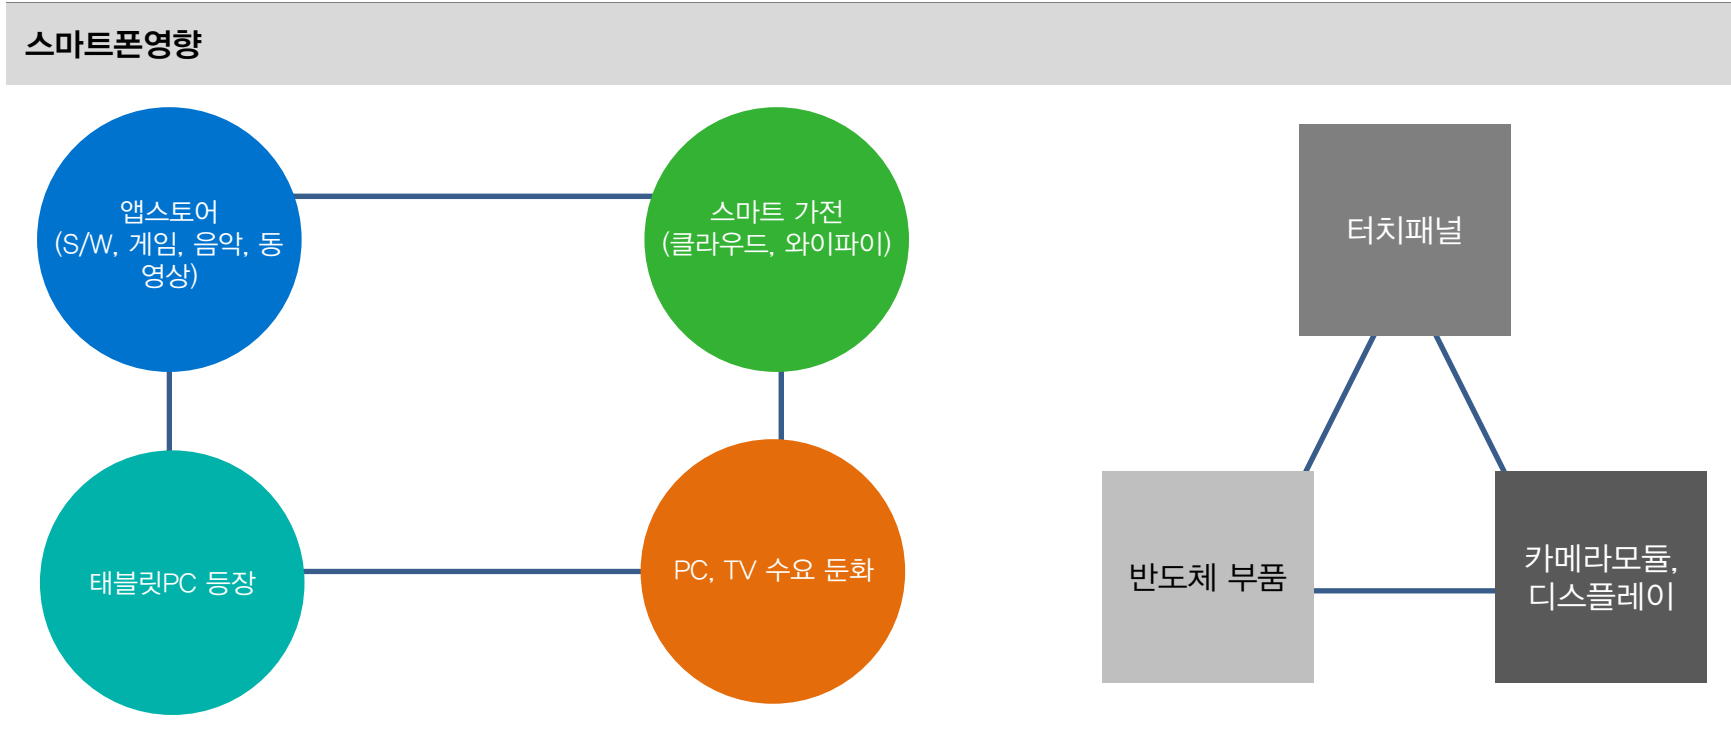 스마트폰영향
앱스토어
(S/W, 게임, 음악, 동
영상)
스마트 가전
(클라우드, 와이파이)
태블릿PC 등장
PC, TV 수요 둔화
터치패널
반도체 부품
카메라모듈,
디스플레이